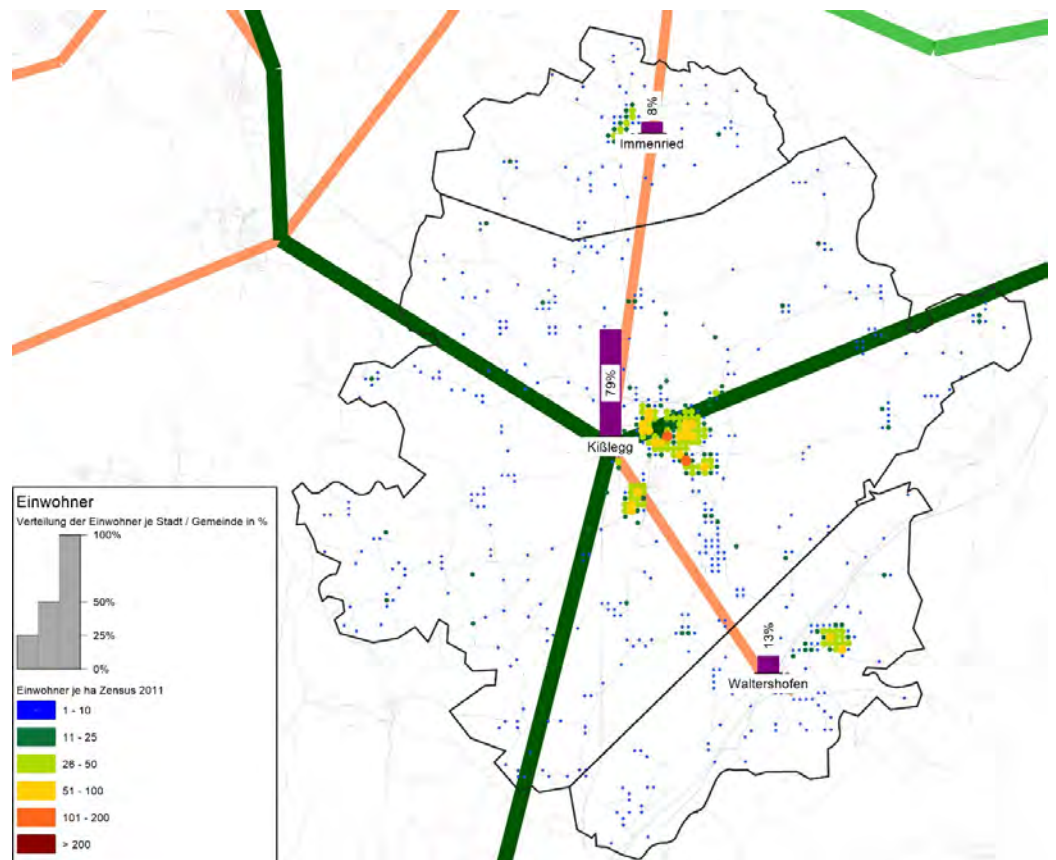 8%
Immenried
79%
Kißlegg
13%
Waltershofen
Einwohner
Verteilung der Einwohner je Stadt / Gemeinde in %
100%
50%
25%
0%
Einwohner je ha Zensus 2011
1 - 10
11 - 25
26 - 50
51 - 100
101 - 200
> 200